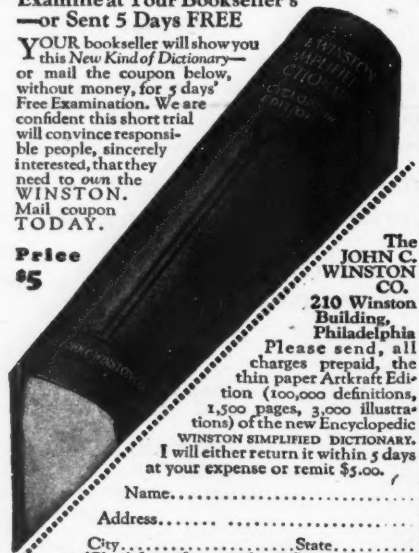 Examine at Your Bookseller's
—or Sent 5 Days FREE
YOUR bookseller will show you
this New Kind of Dictionary—
or mail the coupon below,
without money, for 5 days'
Free Examination. We are
confident this short trial
will convince responsi-
ble people, sincerely
interested, that they
need to own the
WINSTON.
Mail coupon
TODAY.
Price
$5
WINSTON
SIMPLIFIED
DICTIONARY
EDITION
The
JOHN C.
WINSTON
CO.
210 Winston
Building,
Philadelphia
Please send, all
charges prepaid, the
thin paper Artkraft Edi-
tion (100,000 definitions,
1,500 pages, 3,000 illustra-
tions) of the new Encyclopedic
WINSTON SIMPLIFIED DICTIONARY.
I will either return it within 5 days
at your expense or remit $5.00.
Name
Address
City State